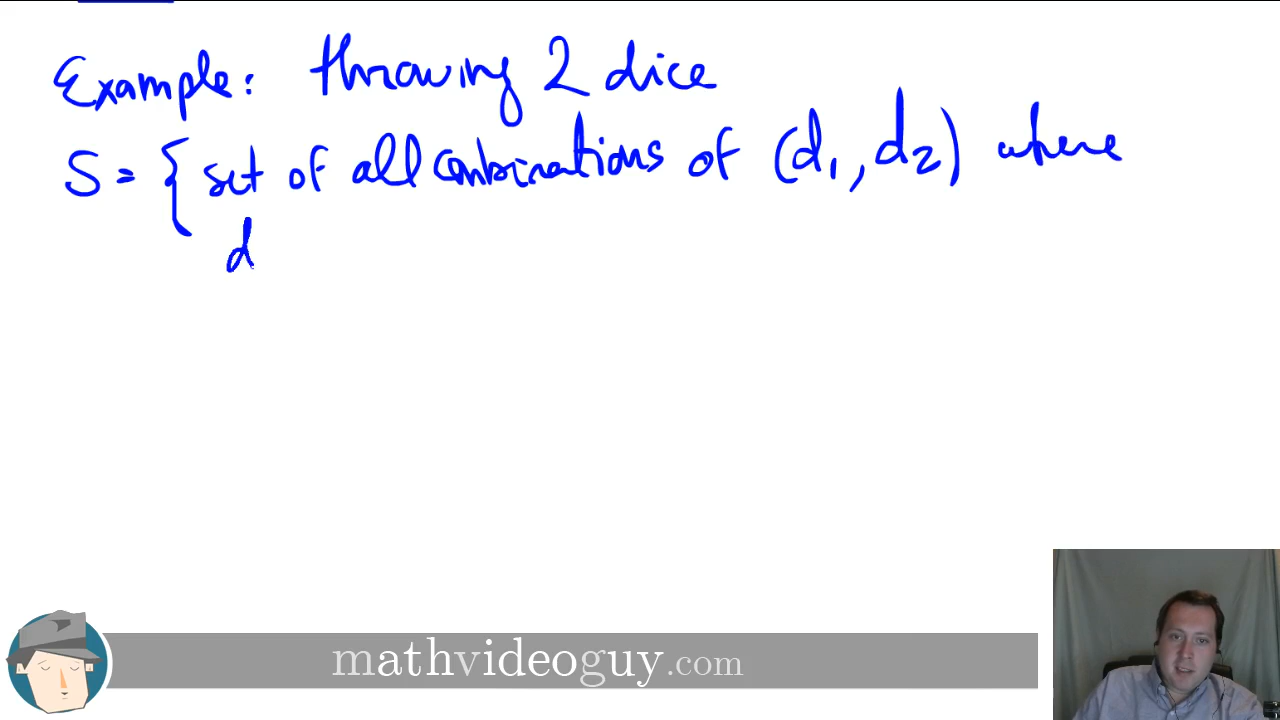 Example: throwing 2 dice
S = { set of all combinations of (d1, d2) where
d
mathvideoguy.com